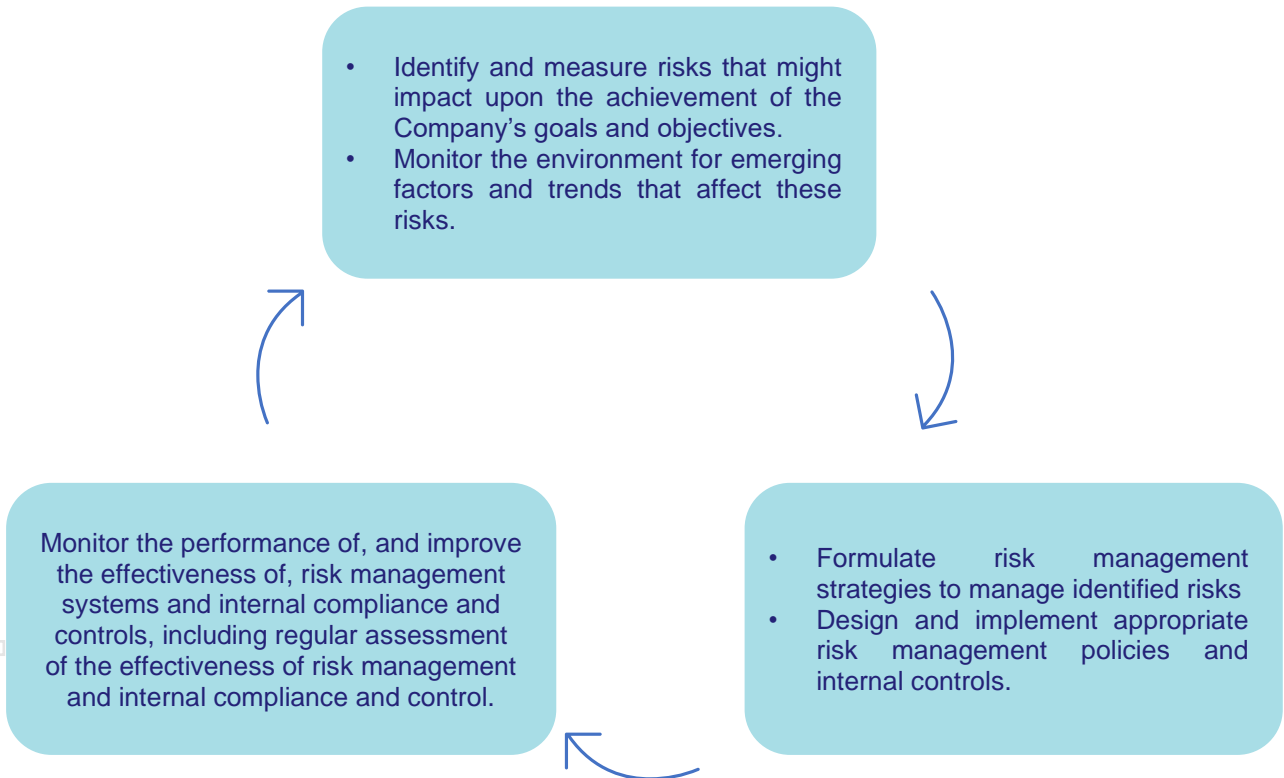 • Identify and measure risks that might
impact upon the achievement of the
Company’s goals and objectives.
• Monitor the environment for emerging
factors and trends that affect these
risks.
• Formulate risk management
strategies to manage identified risks
• Design and implement appropriate
risk management policies and
internal controls.
Monitor the performance of, and improve
the effectiveness of, risk management
systems and internal compliance and
controls, including regular assessment
of the effectiveness of risk management
and internal compliance and control.